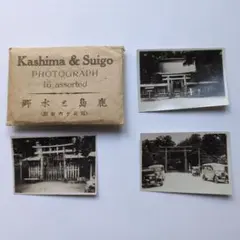 Kashima & Suigo
PHOTOGRAPH
16 assorted
鹿島と水郷